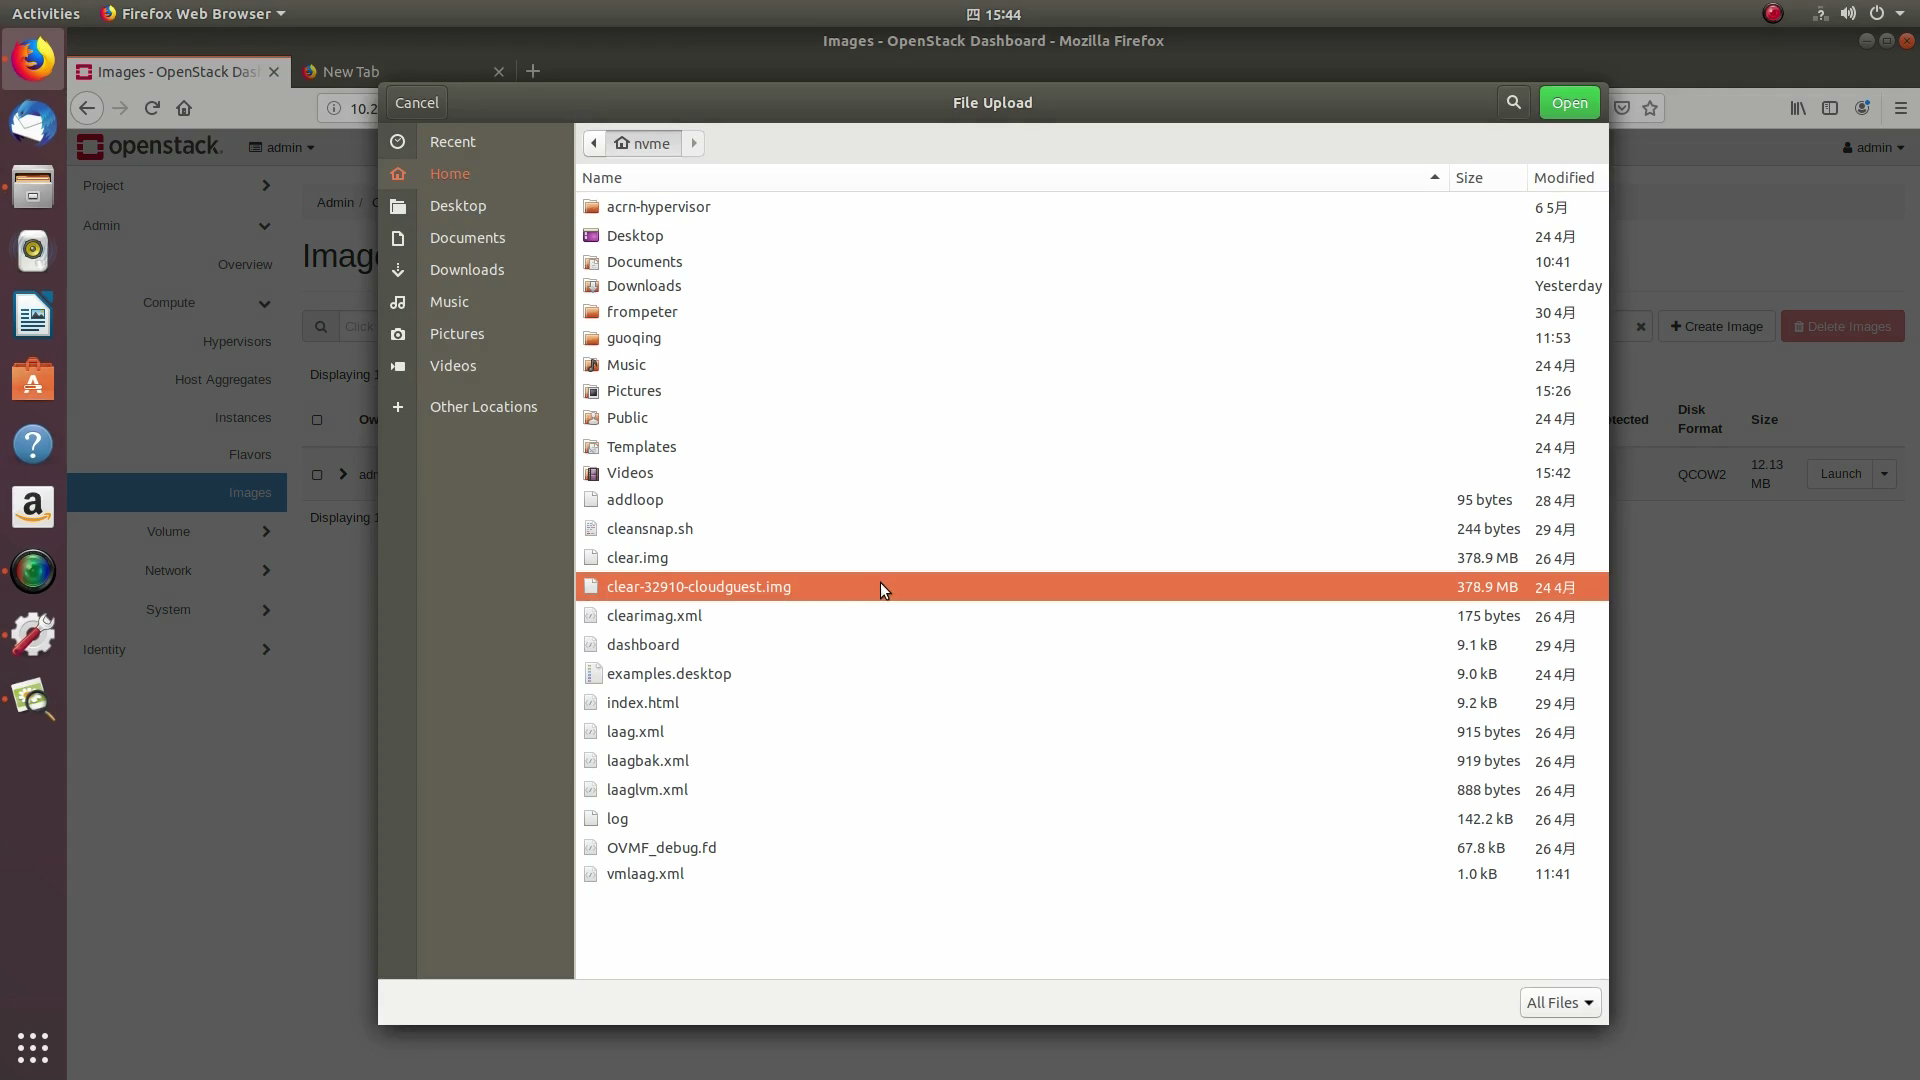 Activities
Firefox Web Browser
四 15:44
Images - OpenStack Dashboard - Mozilla Firefox
Images - OpenStack Das
New Tab
10.2
Cancel
File Upload
Open
openstack.
admin
admin
Project
Admin
Overview
Compute
Hypervisors
Host Aggregates
Instances
Flavors
Images
Volume
Network
System
Identity
Admin /
Displaying
Click
Create Image
Delete Images
Disk Format
Size
QCOW2
12.13 MB
Launch
Displaying
Recent
Home
Desktop
Documents
Downloads
Music
Pictures
Videos
Other Locations
nvme
Name Size Modified
acrn-hypervisor 6 5月
Desktop 24 4月
Documents 10:41
Downloads Yesterday
frompeter 30 4月
guoqing 11:53
Music 24 4月
Pictures 15:26
Public 24 4月
Templates 24 4月
Videos 15:42
addloop 95 bytes 28 4月
cleansnap.sh 244 bytes 29 4月
clear.img 378.9 MB 26 4月
clear-32910-cloudguest.img 378.9 MB 24 4月
clearimag.xml 175 bytes 26 4月
dashboard 9.1 kB 29 4月
examples.desktop 9.0 kB 24 4月
index.html 9.2 kB 29 4月
laag.xml 915 bytes 26 4月
laagbak.xml 919 bytes 26 4月
laaglvm.xml 888 bytes 26 4月
log 142.2 kB 26 4月
OVMF_debug.fd 67.8 kB 26 4月
vmlaag.xml 1.0 kB 11:41
All Files